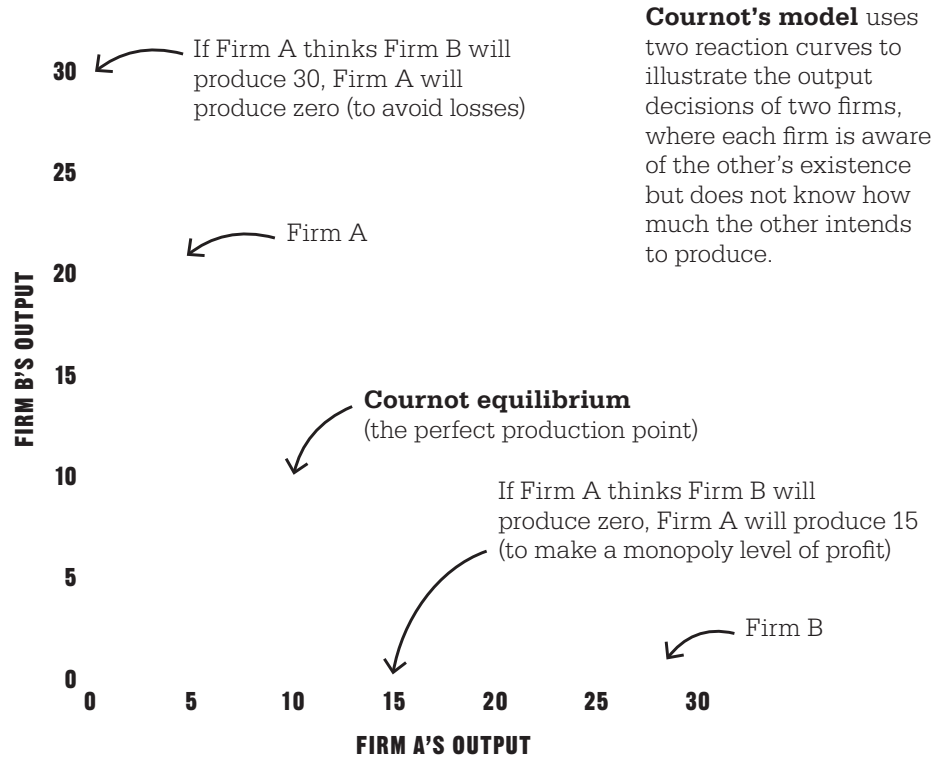 Cournot's model uses
two reaction curves to
illustrate the output
decisions of two firms,
where each firm is aware
of the other's existence
but does not know how
much the other intends
to produce.
If Firm A thinks Firm B will
produce 30, Firm A will
produce zero (to avoid losses)
Firm A
Cournot equilibrium
(the perfect production point)
If Firm A thinks Firm B will
produce zero, Firm A will produce 15
(to make a monopoly level of profit)
Firm B
FIRM B'S OUTPUT
30
25
20
15
10
5
0
0 5 10 15 20 25 30
FIRM A'S OUTPUT